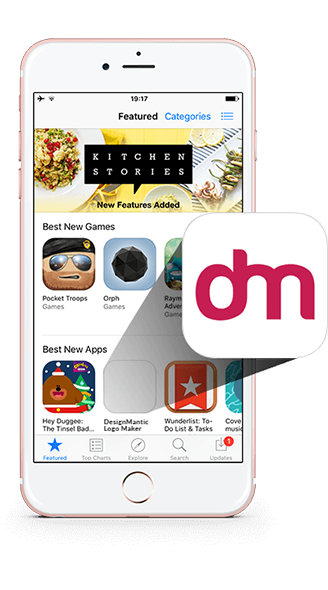 19:17
Featured
Categories
KITCHEN
STORIES
New Features Added
Best New Games
Pocket Troops
Games
Orph
Games
Raym
Adven
Games
dm
Best New Apps
Hey Duggee:
The Tinsel Bad...
DesignMantic
Logo Maker
Wunderlist: To-
Do List & Tasks
Cove
music
Featured
Top Charts
Explore
Search
1
Updates